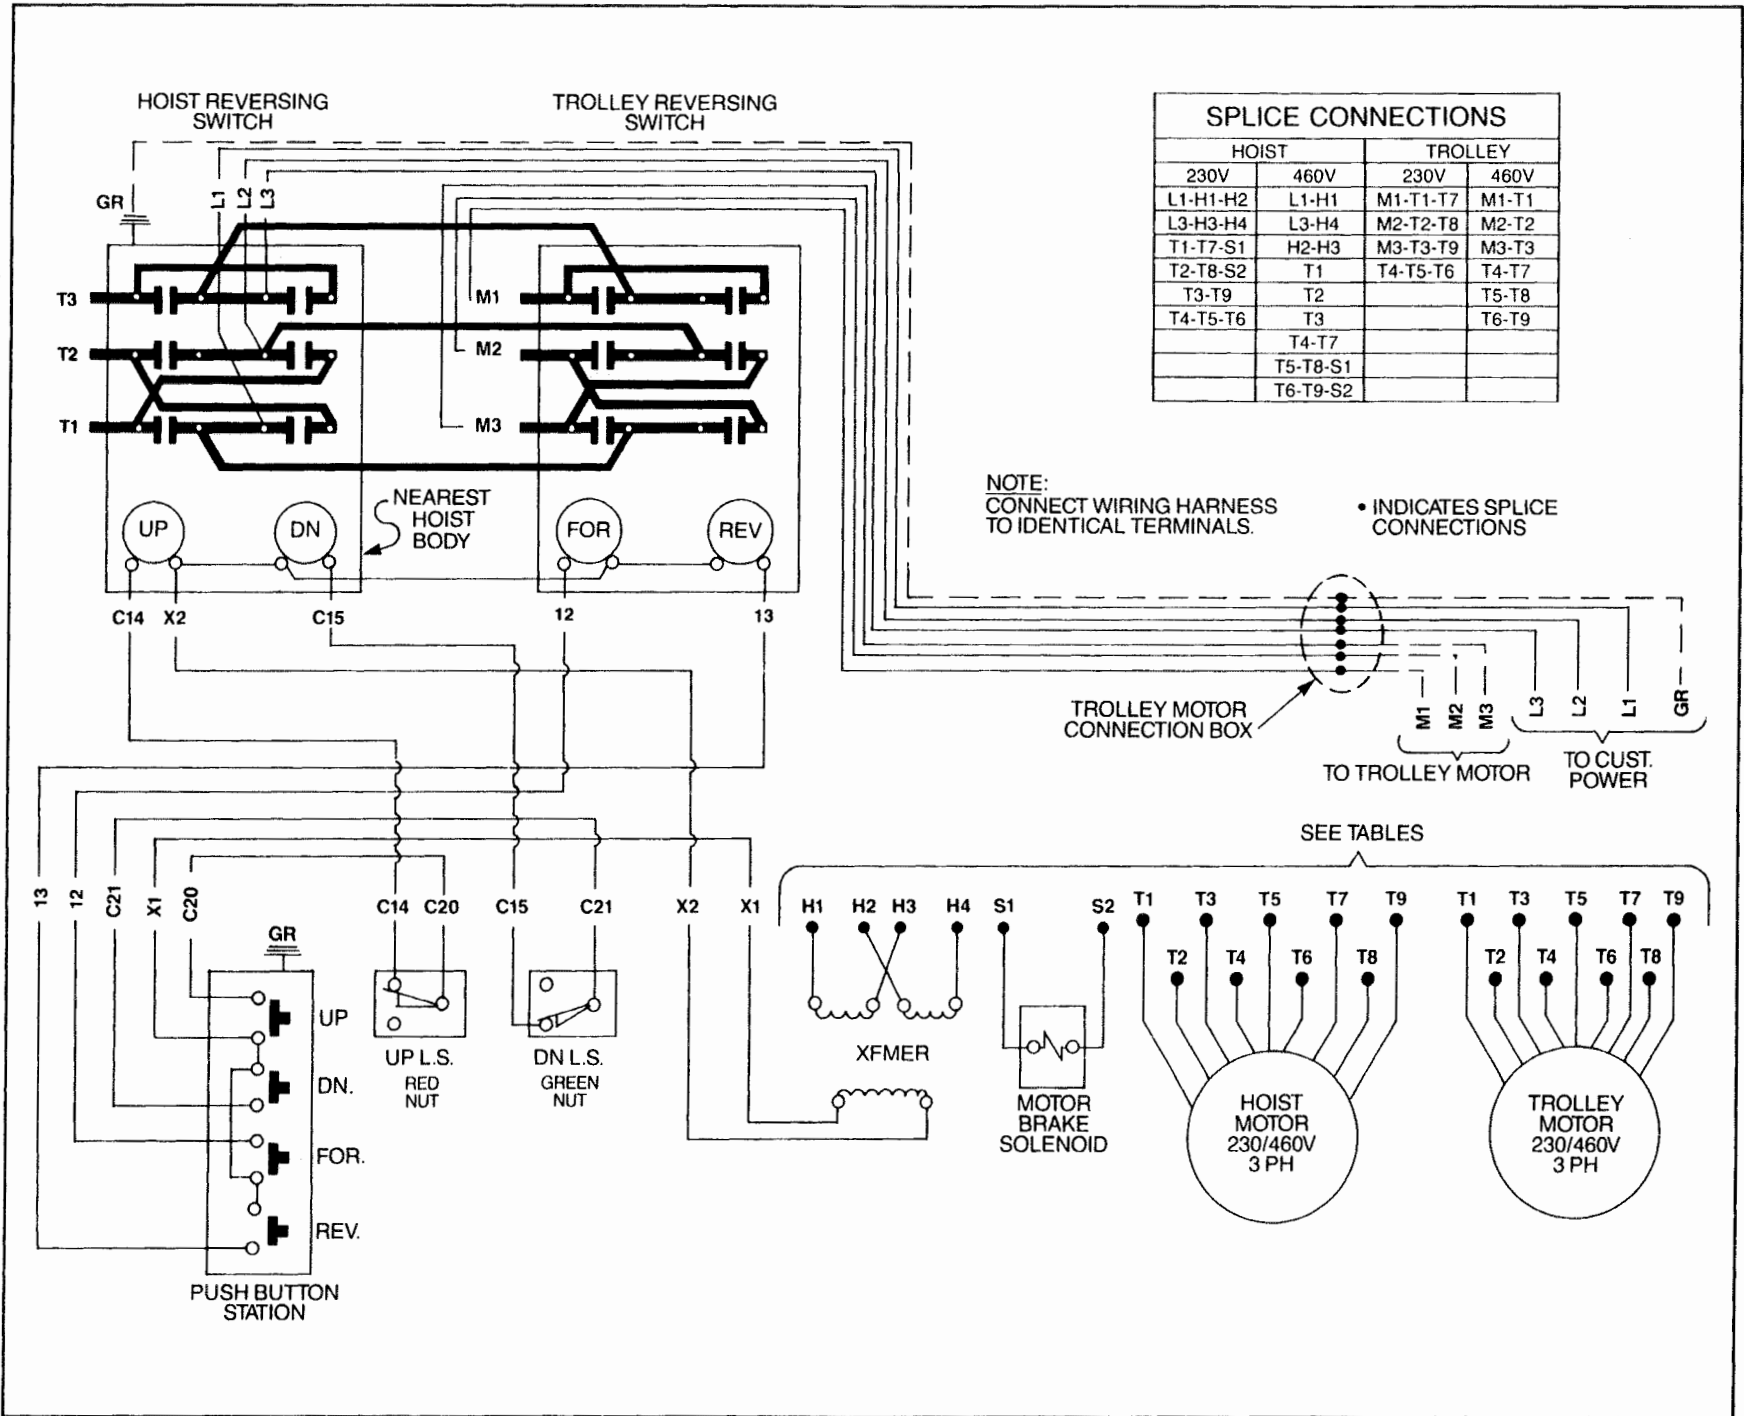 HOIST REVERSING
SWITCH
TROLLEY REVERSING
SWITCH
GR
L1
L2
L3
T3
T2
T1
M1
M2
M3
UP
DN
NEAREST
HOIST
BODY
FOR
REV
C14
X2
C15
12
13
SPLICE CONNECTIONS
HOIST TROLLEY
230V 460V 230V 460V
L1-H1-H2 L1-H1 M1-T1-T7 M1-T1
L3-H3-H4 L3-H4 M2-T2-T8 M2-T2
T1-T7-S1 H2-H3 M3-T3-T9 M3-T3
T2-T8-S2 T1 T4-T5-T6 T4-T7
T3-T9 T2 T5-T8
T4-T5-T6 T3 T6-T9
T4-T7
T5-T8-S1
T6-T9-S2
NOTE:
CONNECT WIRING HARNESS
TO IDENTICAL TERMINALS.
• INDICATES SPLICE
CONNECTIONS
TROLLEY MOTOR
CONNECTION BOX
M1
M2
M3
L3
L2
L1
GR
TO TROLLEY MOTOR
TO CUST.
POWER
SEE TABLES
13
12
C21
X1
C20
C14 C20 C15 C21 X2 X1
H1 H2 H3 H4 S1 S2
T1 T3 T5 T7 T9
T2 T4 T6 T8
T1 T3 T5 T7 T9
T2 T4 T6 T8
GR
UP
DN.
FOR.
REV.
PUSH BUTTON
STATION
UP L.S.
RED
NUT
DN L.S.
GREEN
NUT
XFMER
MOTOR
BRAKE
SOLENOID
HOIST
MOTOR
230/460V
3 PH
TROLLEY
MOTOR
230/460V
3 PH